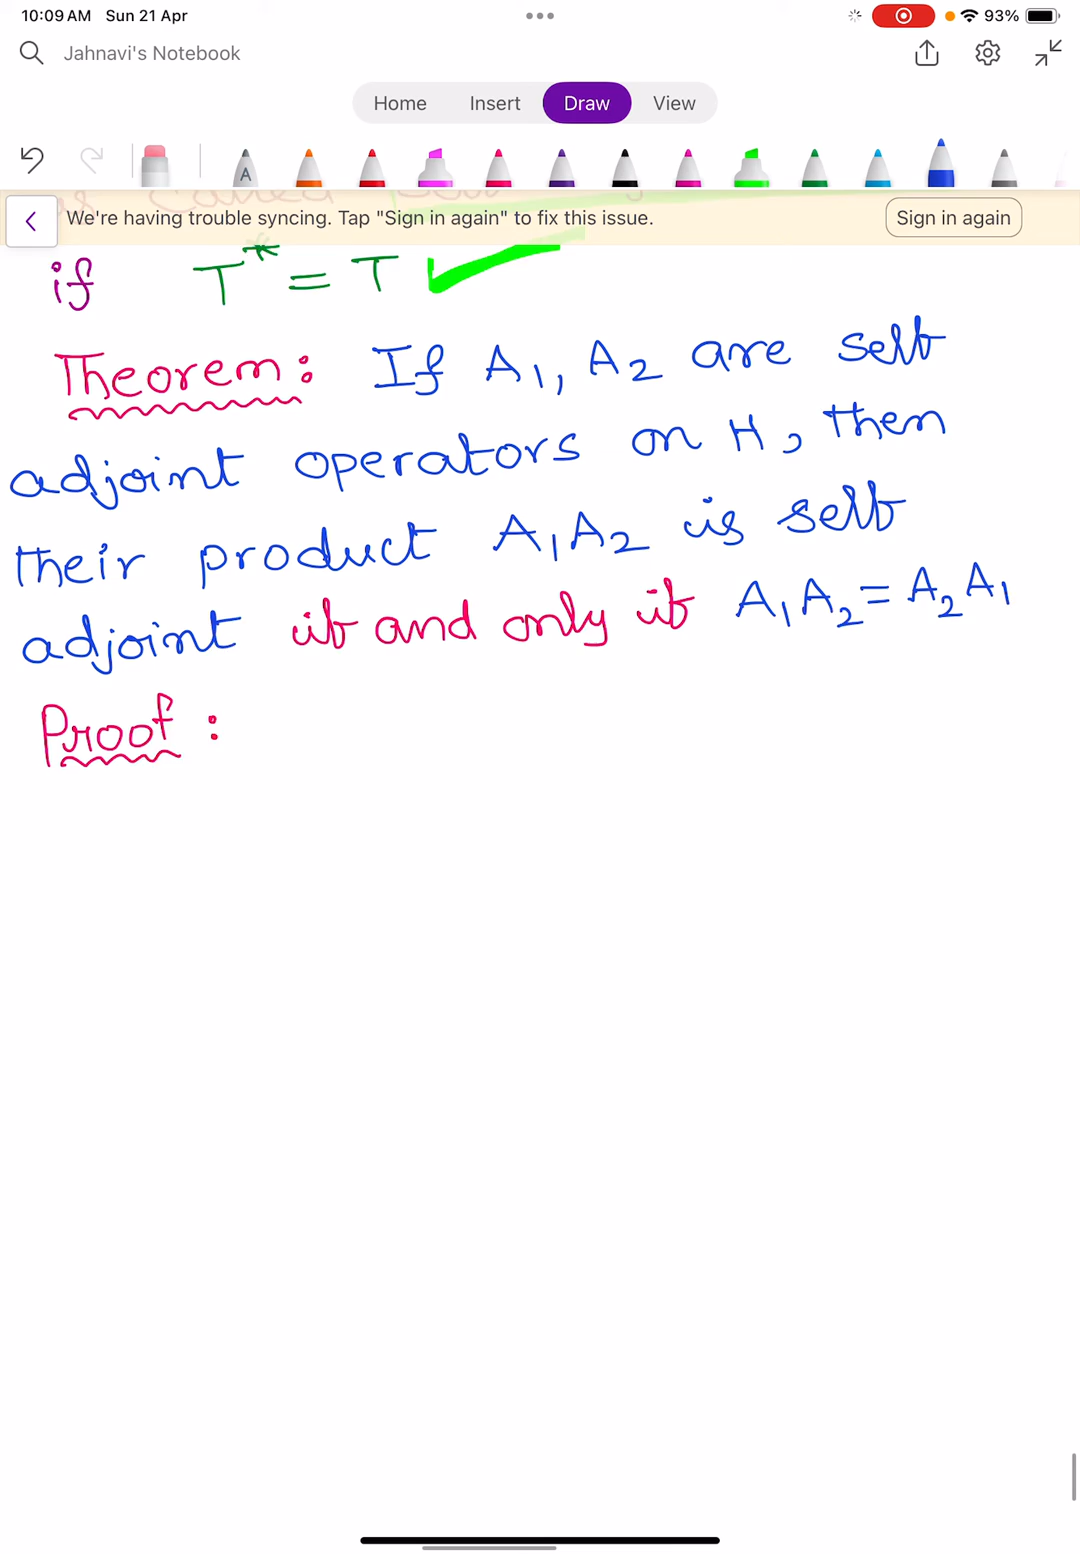 10:09 AM Sun 21 Apr
93%
Jahnavi's Notebook
Home Insert Draw View
A
called
We're having trouble syncing. Tap "Sign in again" to fix this issue.
Sign in again
if T* = T
Theorem: If A1, A2 are self
adjoint operators on H, then
their product A1A2 is self
adjoint if and only if A1A2 = A2A1
Proof :